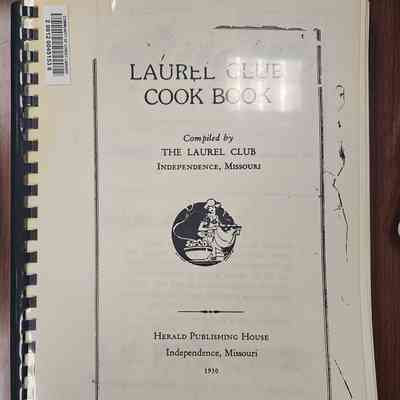 LAUREL CLUB
COOK BOOK
Compiled by
THE LAUREL CLUB
INDEPENDENCE, MISSOURI
HERALD PUBLISHING HOUSE
Independence, Missouri
1930